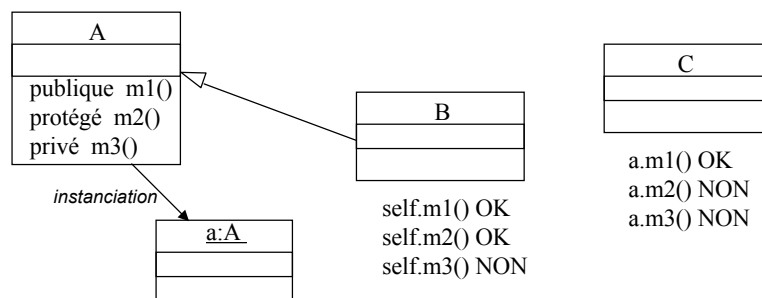 A
publique m1()
protégé m2()
privé m3()
instanciation
a:A
B
self.m1() OK
self.m2() OK
self.m3() NON
C
a.m1() OK
a.m2() NON
a.m3() NON